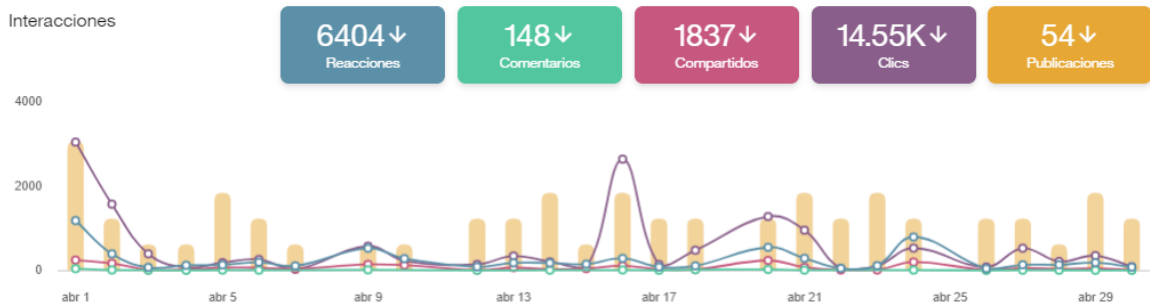 Interacciones
6404↓
Reacciones
148↓
Comentarios
1837↓
Compartidos
14.55K↓
Clics
54↓
Publicaciones
4000
2000
0
abr 1
abr 5
abr 9
abr 13
abr 17
abr 21
abr 25
abr 29